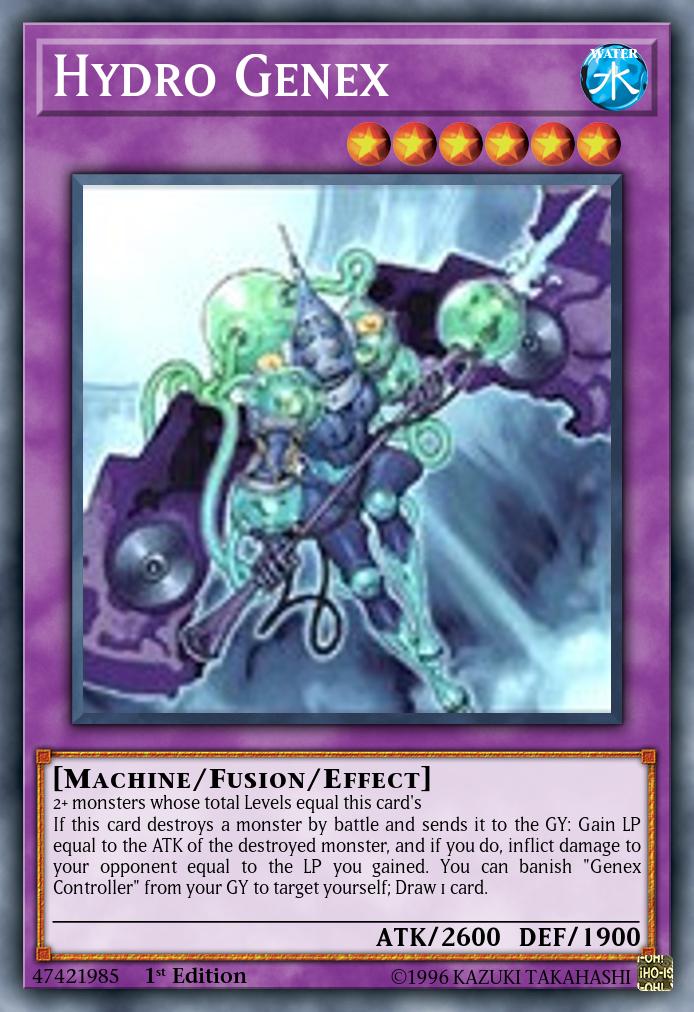 Hydro Genex
WATER
水
[Machine/Fusion/Effect]
2+ monsters whose total Levels equal this card's
If this card destroys a monster by battle and sends it to the GY: Gain LP
equal to the ATK of the destroyed monster, and if you do, inflict damage to
your opponent equal to the LP you gained. You can banish "Genex
Controller" from your GY to target yourself; Draw 1 card.
ATK/2600 DEF/1900
47421985 1st Edition ©1996 KAZUKI TAKAHASHI